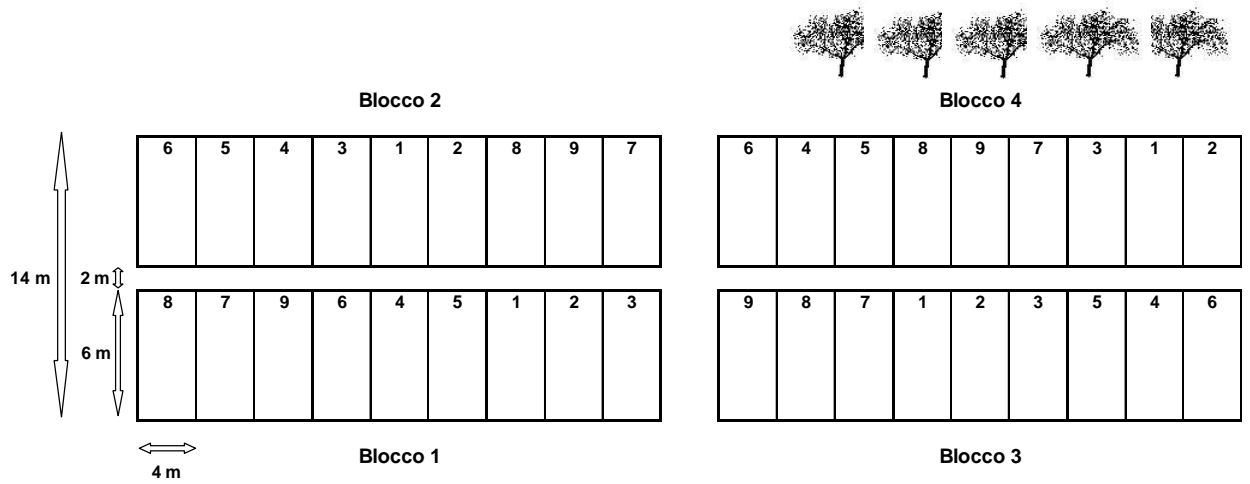 Blocco 2 Blocco 4
6 5 4 3 1 2 8 9 7 6 4 5 8 9 7 3 1 2
14 m 2 m
8 7 9 6 4 5 1 2 3 9 8 7 1 2 3 5 4 6
6 m
Blocco 1 Blocco 3
4 m